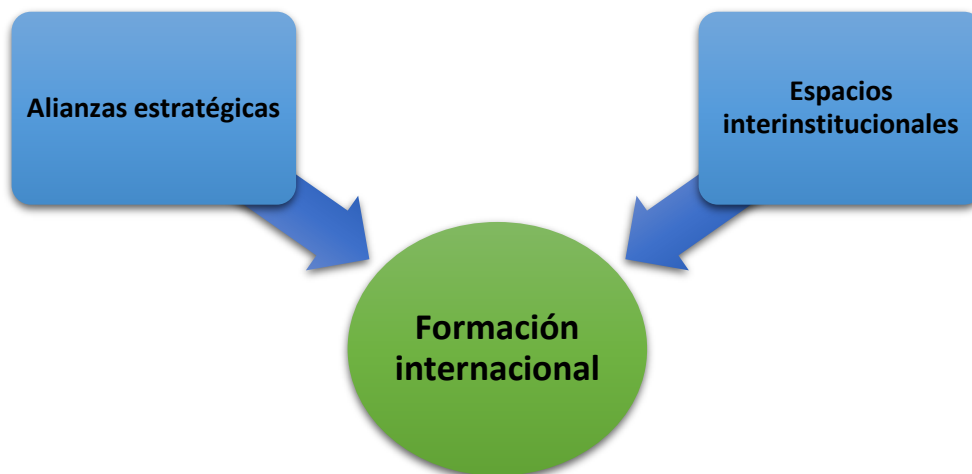 Alianzas estratégicas
Espacios
interinstitucionales
Formación
internacional